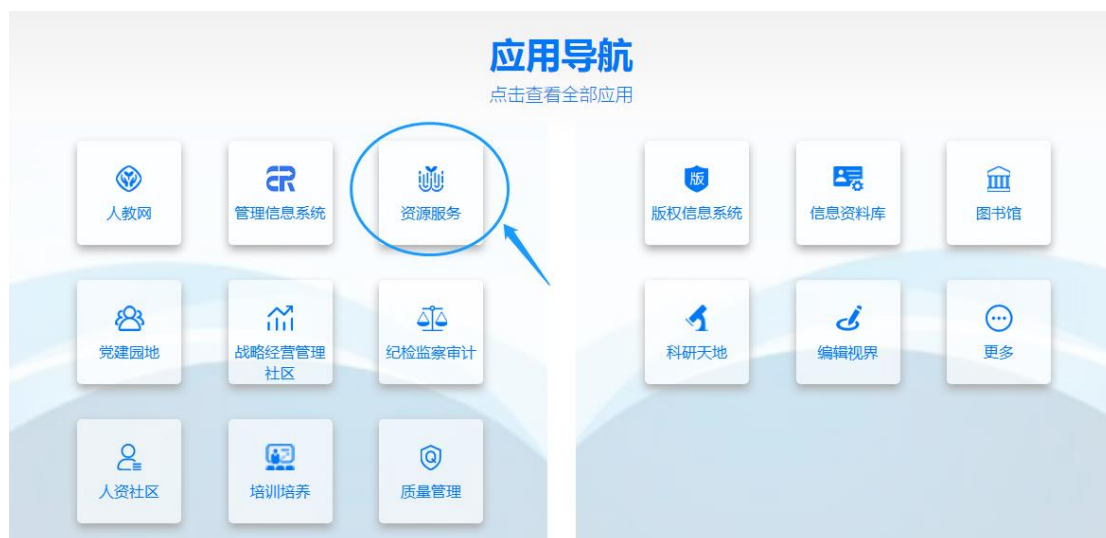 应用导航
点击查看全部应用
人教网
管理信息系统
资源服务
版
版权信息系统
信息资料库
图书馆
党建园地
战略经营管理
社区
纪检监察审计
科研天地
编辑视界
更多
人资社区
培训培养
Q
质量管理